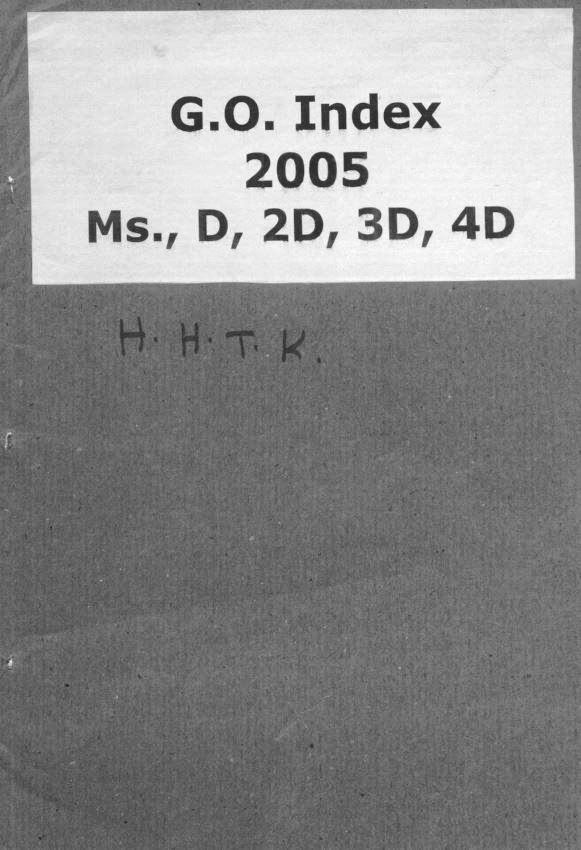 G.O. Index
2005
Ms., D, 2D, 3D, 4D
H. H. T. K.